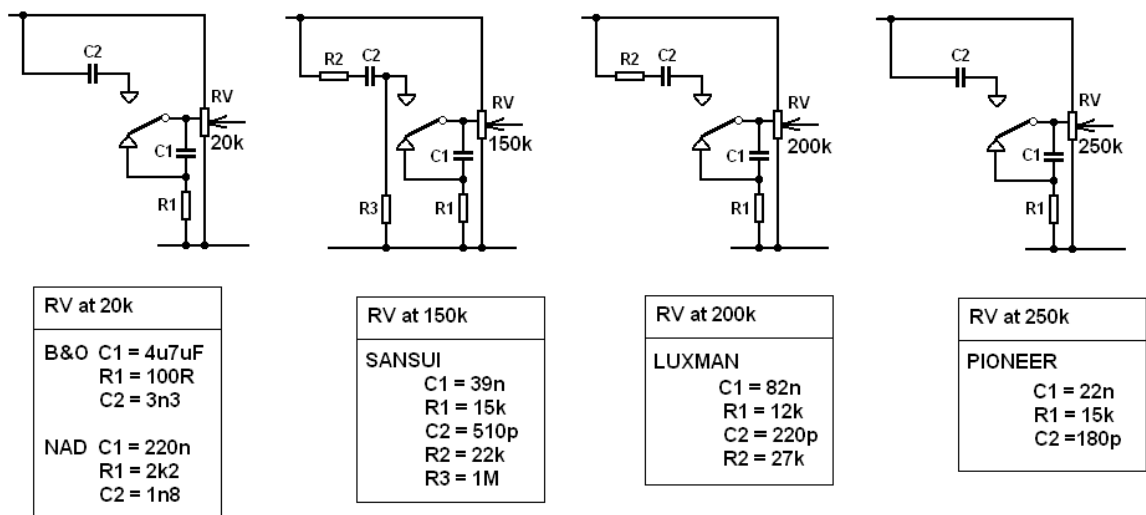 C2
RV
20k
C1
R1
R2
C2
RV
150k
C1
R3
R1
R2
C2
RV
200k
C1
R1
C2
RV
250k
C1
R1
RV at 20k
B&O C1 = 4u7uF
R1 = 100R
C2 = 3n3
NAD C1 = 220n
R1 = 2k2
C2 = 1n8
RV at 150k
SANSUI
C1 = 39n
R1 = 15k
C2 = 510p
R2 = 22k
R3 = 1M
RV at 200k
LUXMAN
C1 = 82n
R1 = 12k
C2 = 220p
R2 = 27k
RV at 250k
PIONEER
C1 = 22n
R1 = 15k
C2 =180p